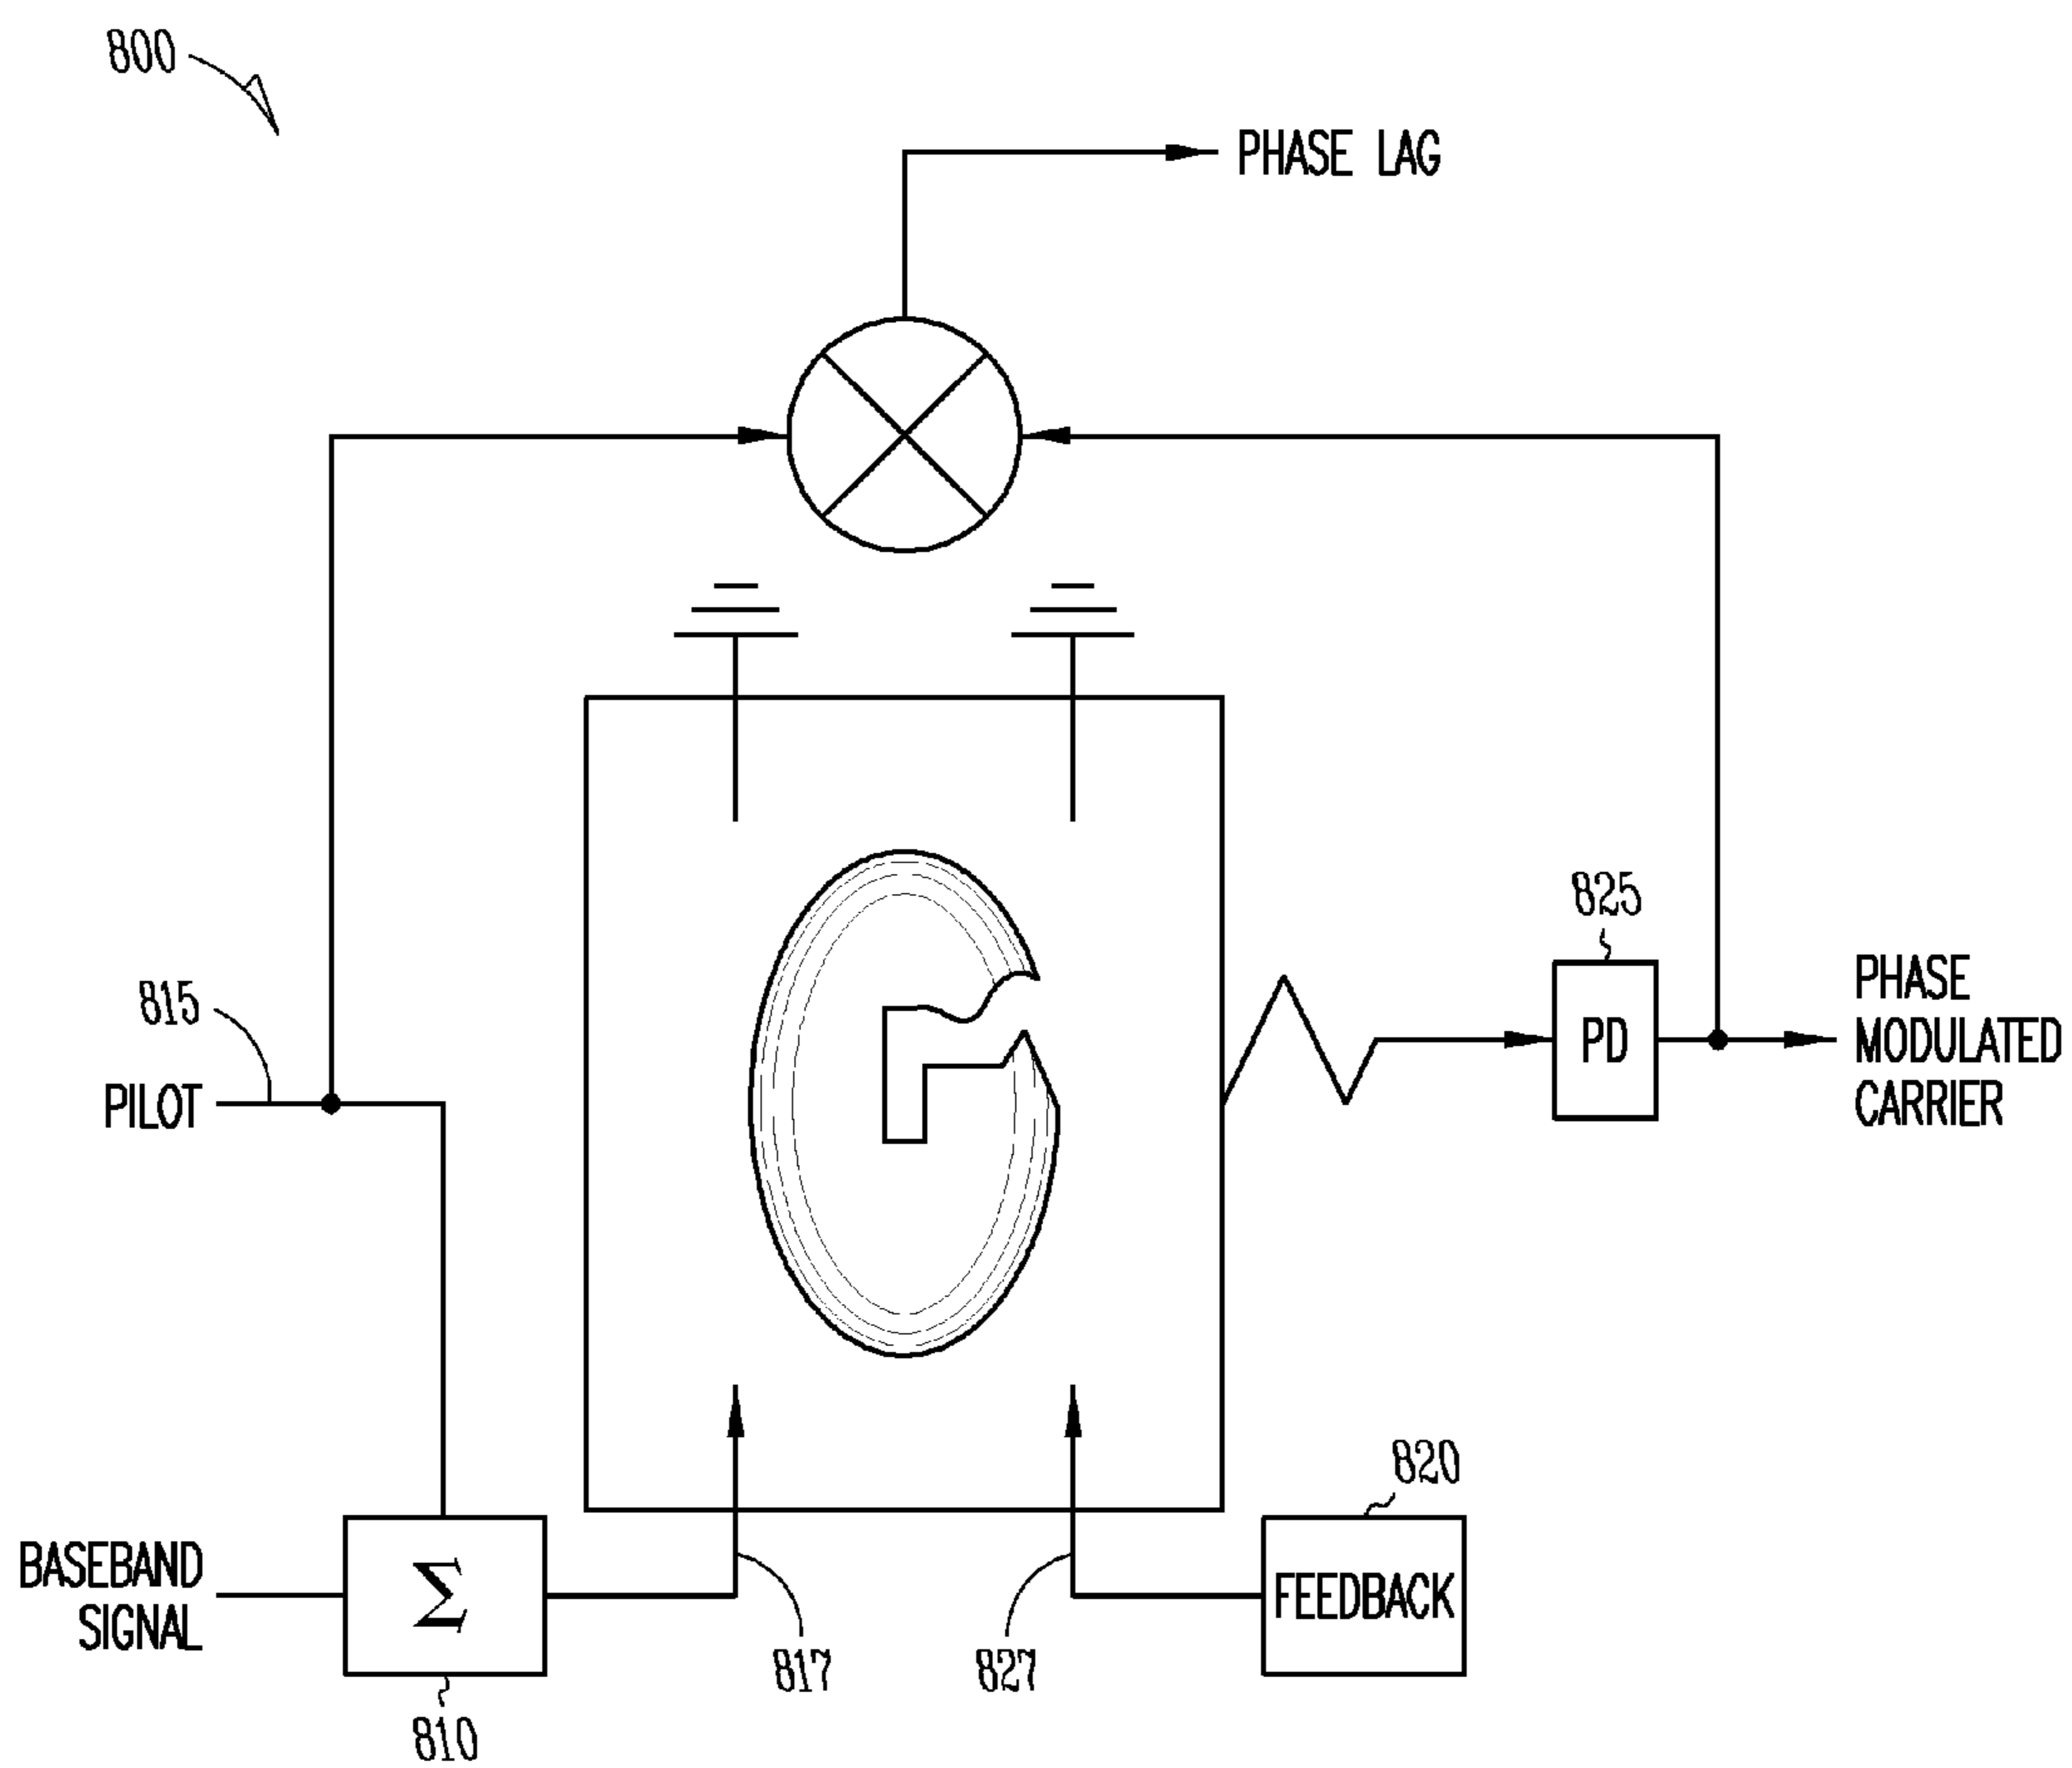 800
PHASE LAG
825
PHASE
MODULATED
CARRIER
PD
815
PILOT
820
BASEBAND
SIGNAL
Σ
FEEDBACK
817
827
810